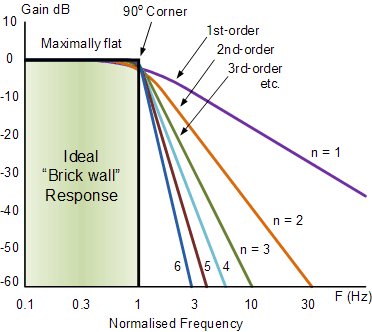 Gain dB
90° Corner
10
Maximally flat
1st-order
2nd-order
3rd-order
etc.
0
-10
-20
-30
-40
-50
-60
Ideal
“Brick wall”
Response
n = 1
n = 2
n = 3
6
5
4
F (Hz)
0.1
0.3
1
3
10
30
Normalised Frequency